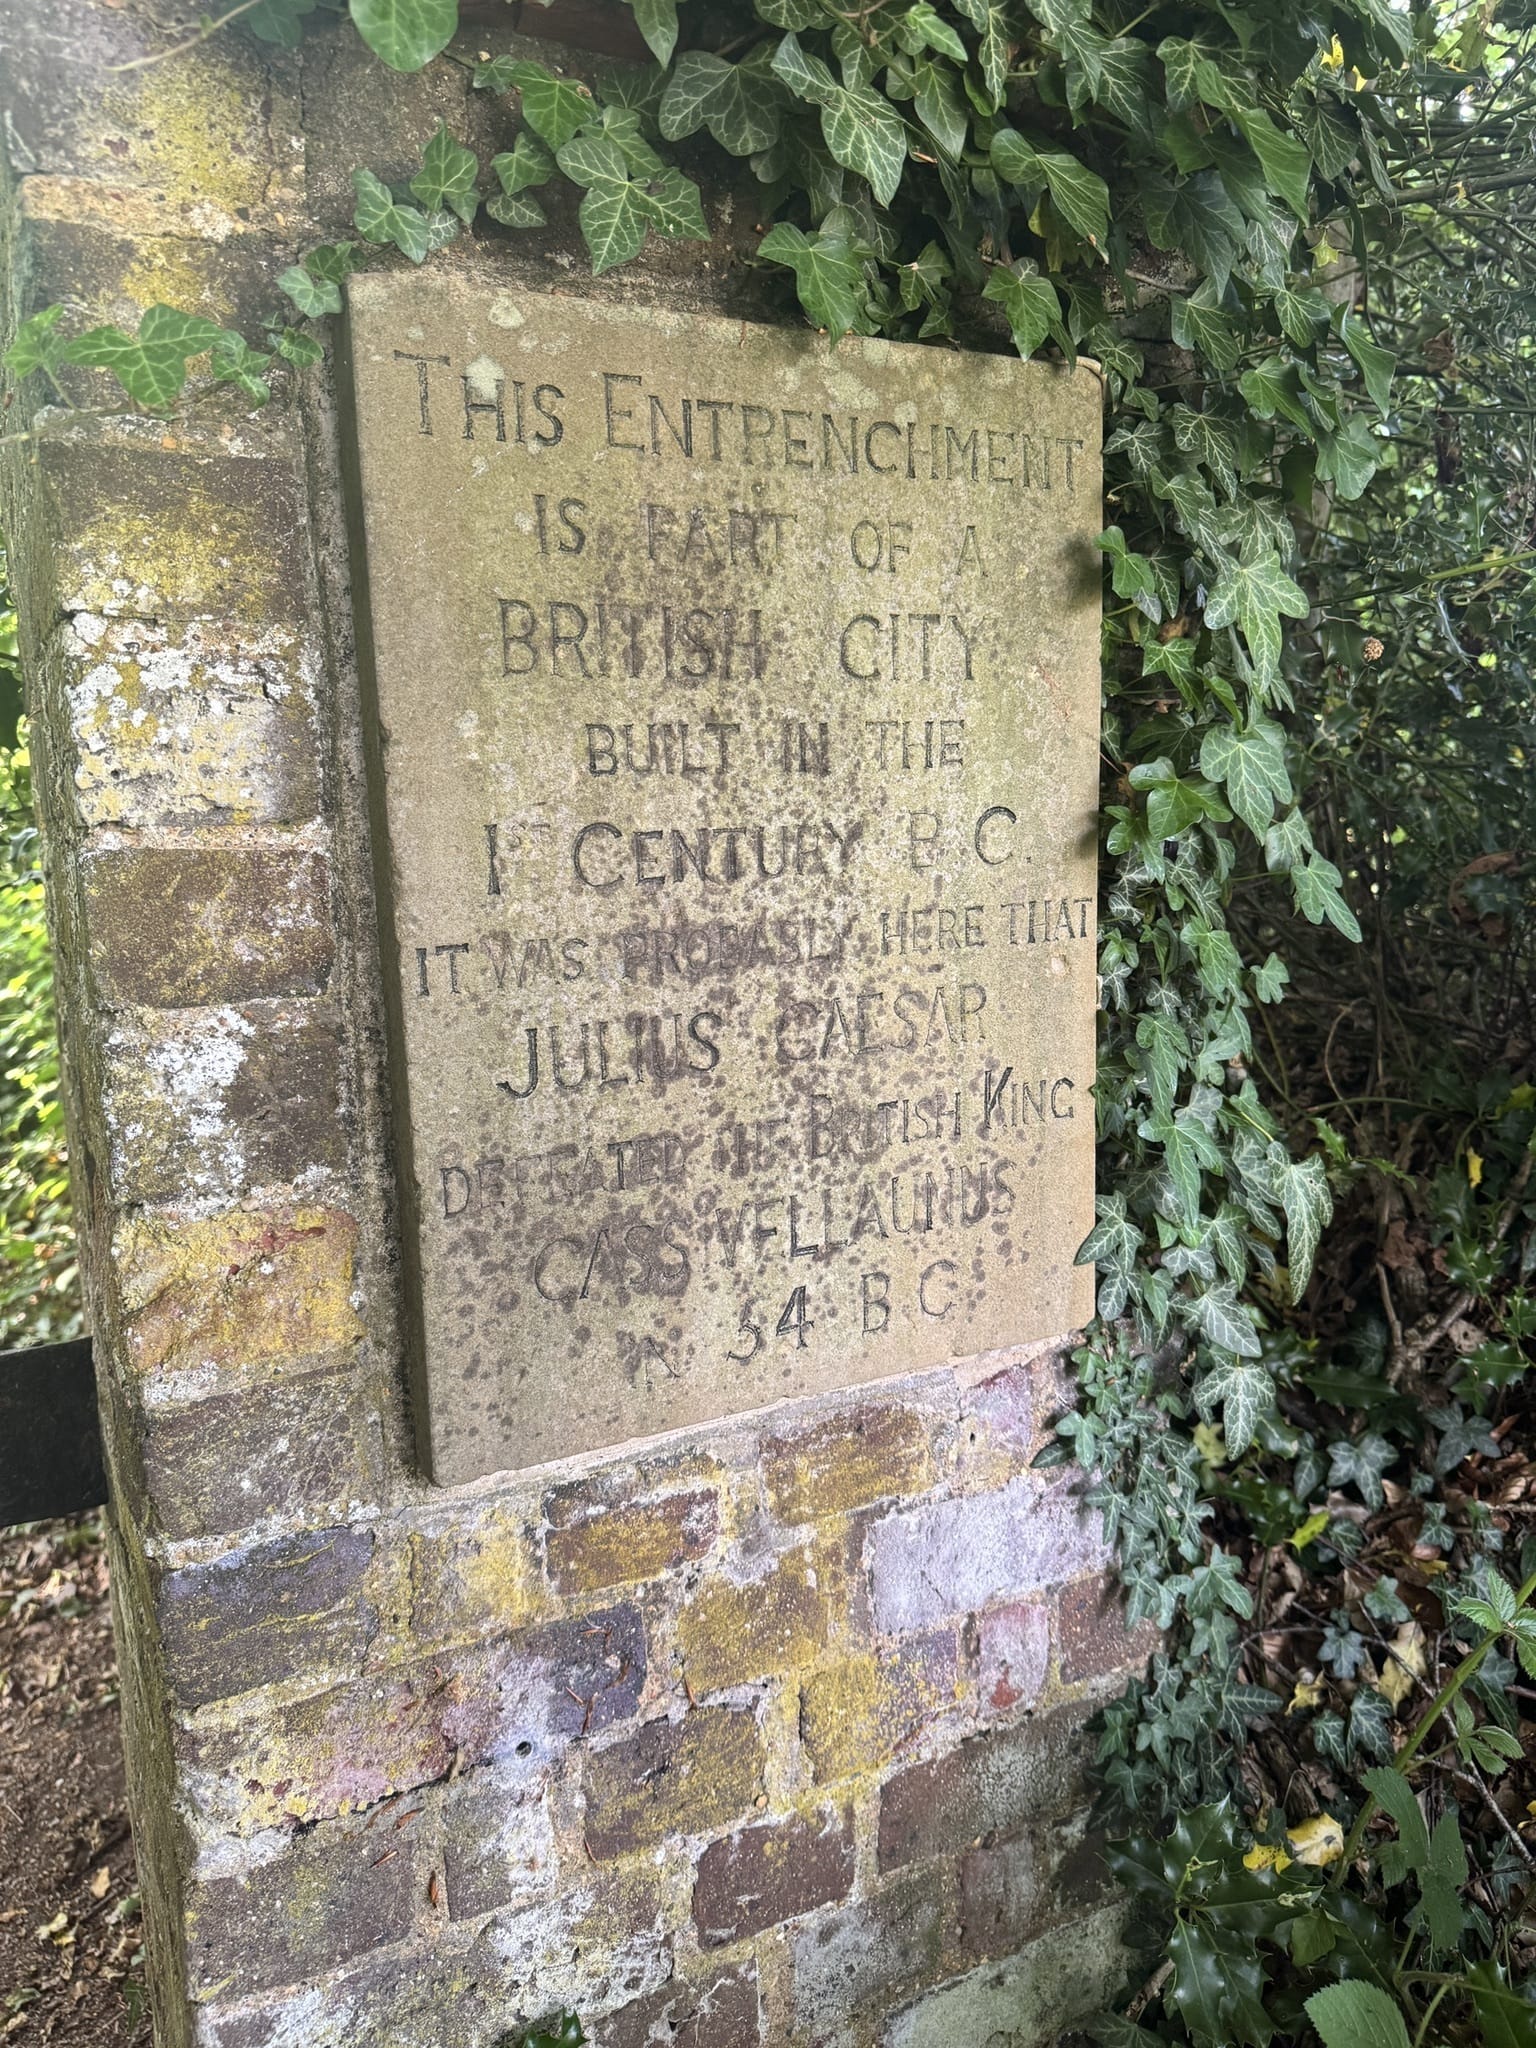 THIS ENTRENCHMENT
IS PART OF A
BRITISH CITY
BUILT IN THE
1ST CENTURY B.C.
IT WAS PROBABLY HERE THAT
JULIUS CAESAR
DEFEATED THE BRITISH KING
CASSIVELLAUNUS
IN 54 BC